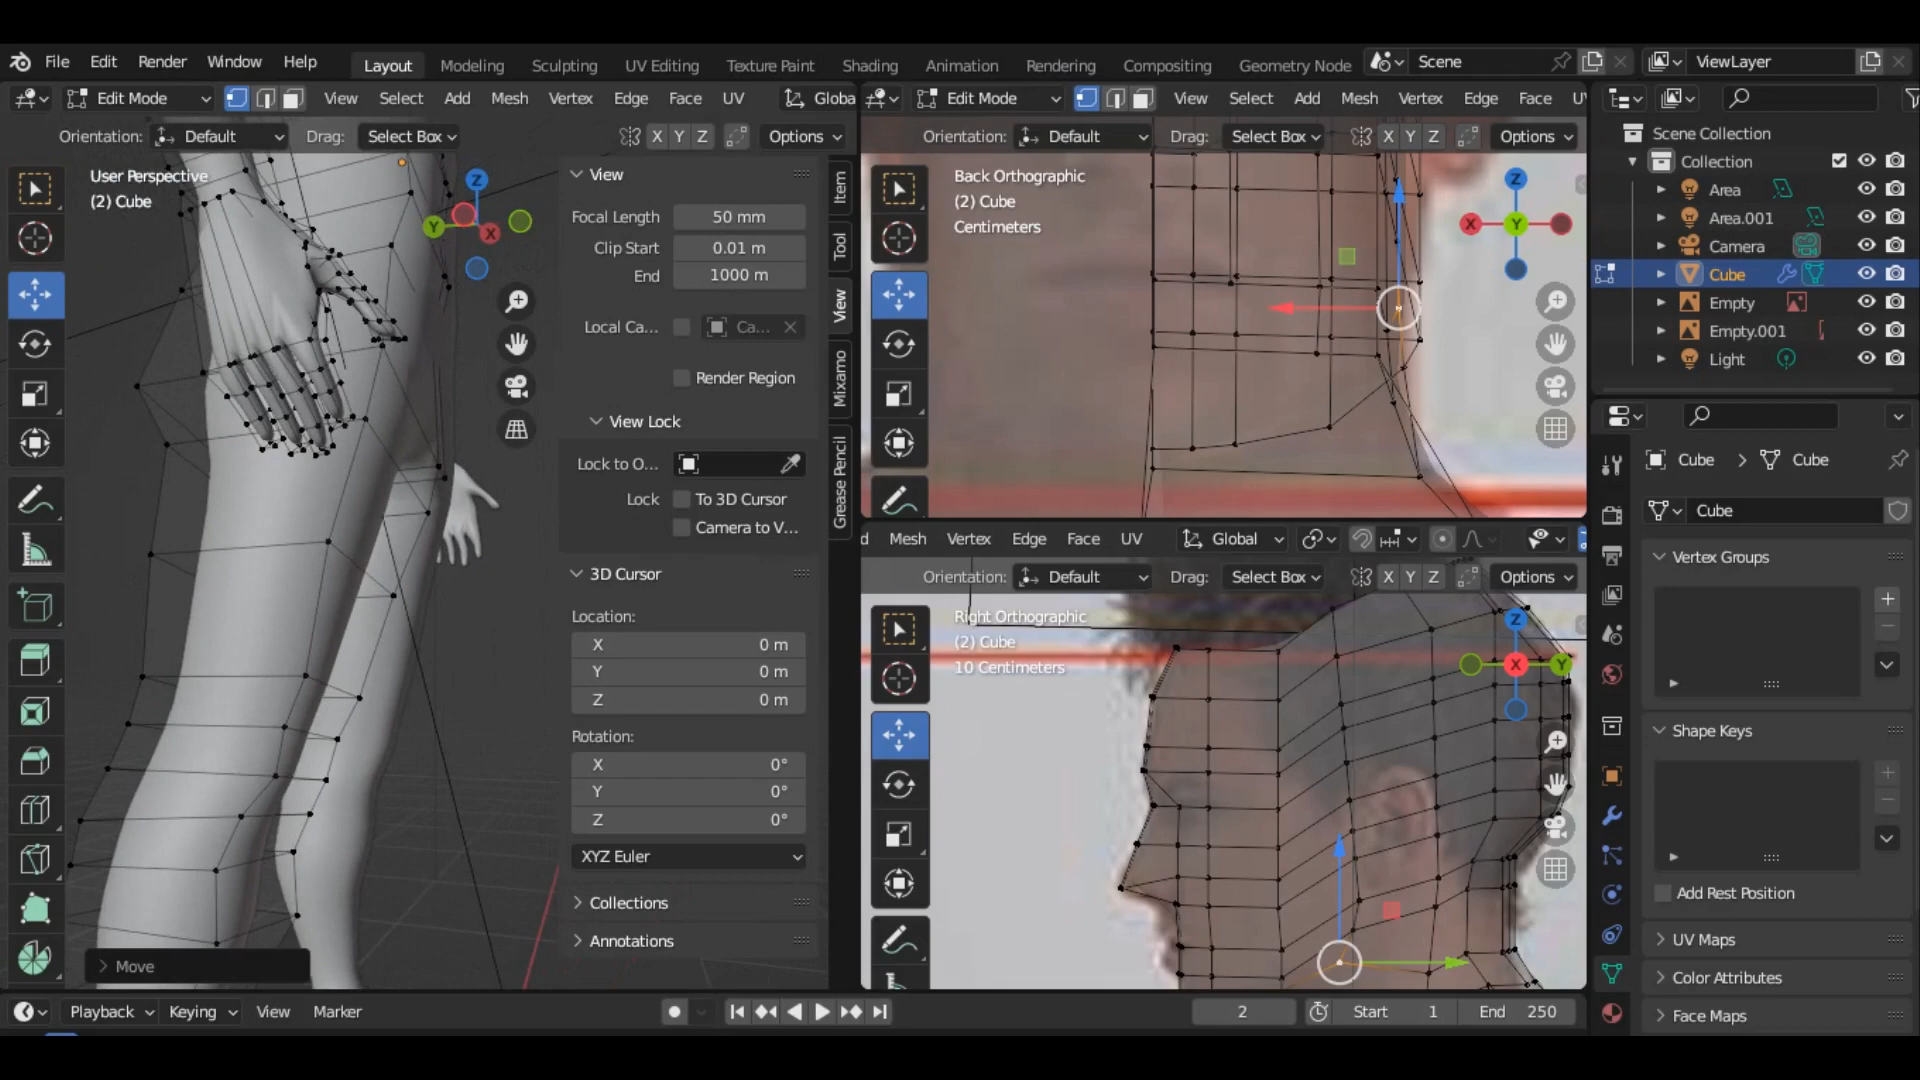 File Edit Render Window Help Layout Modeling Sculpting UV Editing Texture Paint Shading Animation Rendering Compositing Geometry Node Scene ViewLayer
Edit Mode View Select Add Mesh Vertex Edge Face UV Globa
Orientation: Default Drag: Select Box X Y Z Options
User Perspective
(2) Cube
Z
Y
X
View
Focal Length 50 mm
Clip Start 0.01 m
End 1000 m
Local Ca... Ca...
Render Region
View Lock
Lock to O...
Lock To 3D Cursor
Camera to V...
3D Cursor
Location:
X 0 m
Y 0 m
Z 0 m
Rotation:
X 0°
Y 0°
Z 0°
XYZ Euler
Collections
Annotations
Item
Tool
View
Mixamo
Grease Pencil
Move
Edit Mode View Select Add Mesh Vertex Edge Face U
Orientation: Default Drag: Select Box X Y Z Options
Back Orthographic
(2) Cube
Centimeters
Z
X Y
d Mesh Vertex Edge Face UV Global
Orientation: Default Drag: Select Box X Y Z Options
Right Orthographic
(2) Cube
10 Centimeters
Z
X Y
Scene Collection
Collection
Area
Area.001
Camera
Cube
Empty
Empty.001
Light
Cube Cube
Cube
Vertex Groups
Shape Keys
Add Rest Position
UV Maps
Color Attributes
Face Maps
Playback Keying View Marker 2 Start 1 End 250